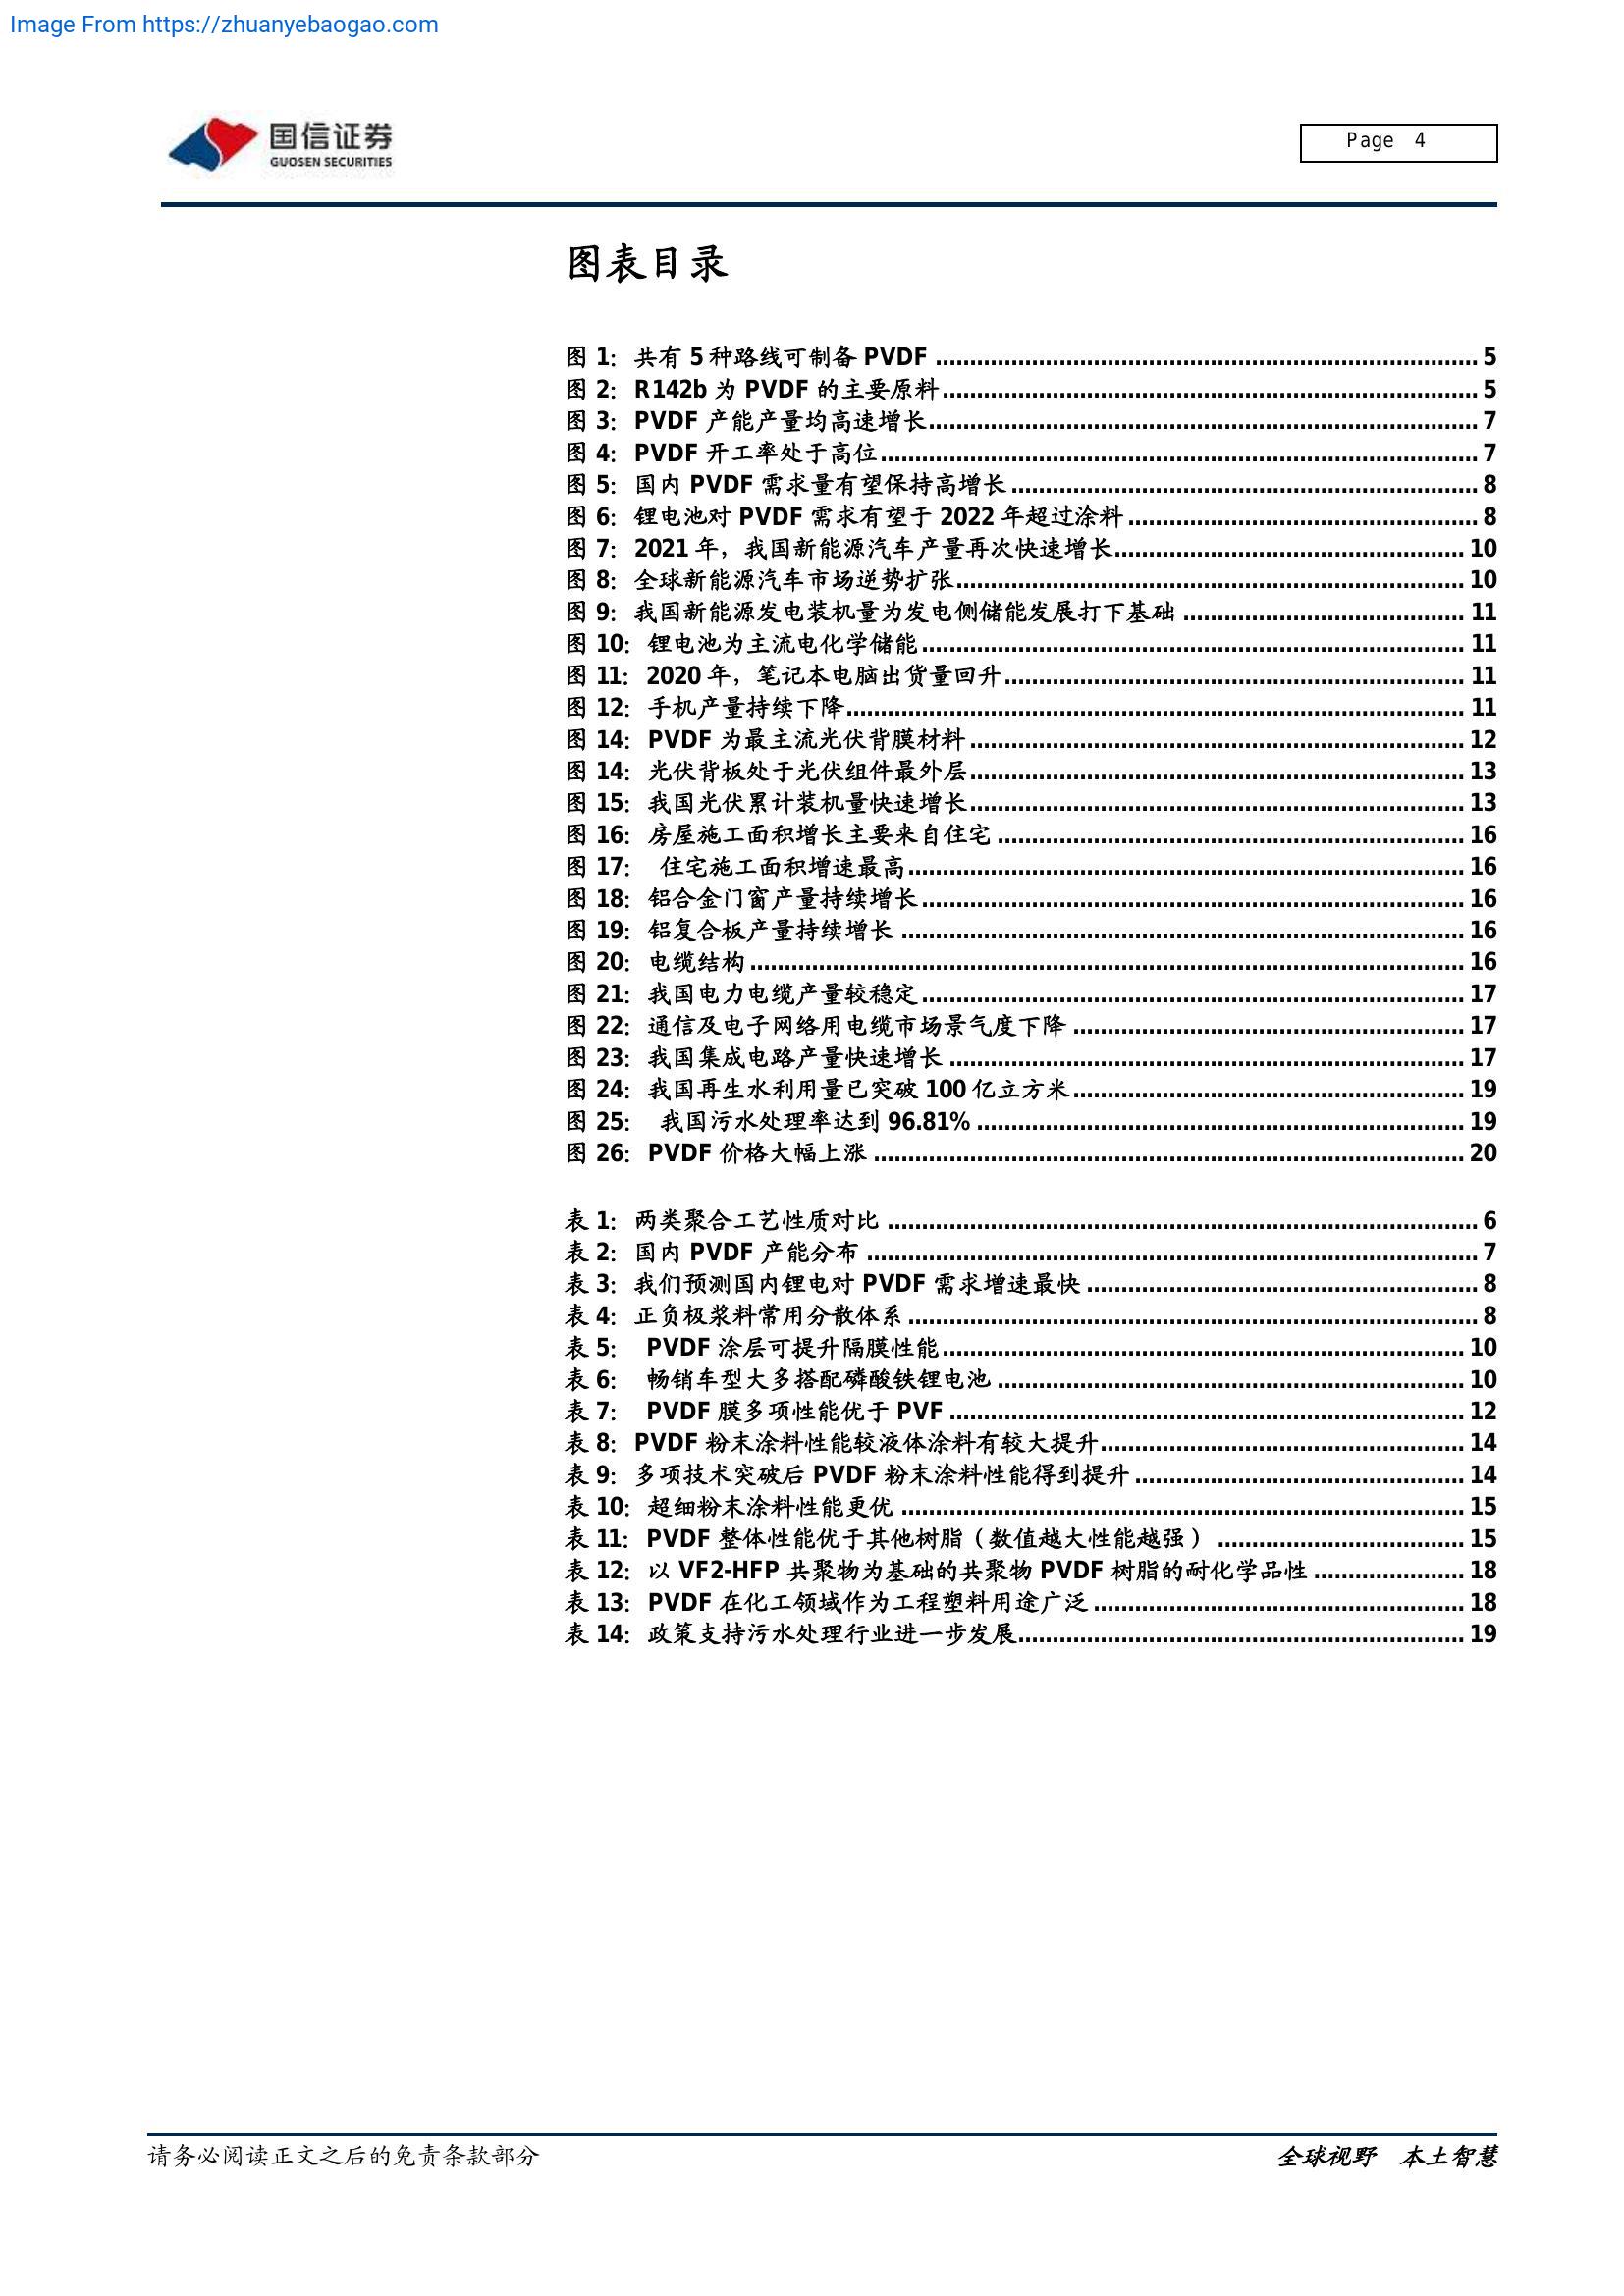 Image From https://zhuanyebaogao.com
国信证券
GUOSEN SECURITIES
Page 4
图表目录
图 1：共有 5 种路线可制备 PVDF ........................................ 5
图 2：R142b 为 PVDF 的主要原料........................................ 5
图 3：PVDF 产能产量均高速增长........................................ 7
图 4：PVDF 开工率处于高位........................................ 7
图 5：国内 PVDF 需求量有望保持高增长........................................ 8
图 6：锂电池对 PVDF 需求有望于 2022 年超过涂料........................................ 8
图 7：2021 年，我国新能源汽车产量再次快速增长........................................ 10
图 8：全球新能源汽车市场逆势扩张........................................ 10
图 9：我国新能源发电装机量为发电侧储能发展打下基础 ........................................ 11
图 10：锂电池为主流电化学储能........................................ 11
图 11：2020 年，笔记本电脑出货量回升........................................ 11
图 12：手机产量持续下降........................................ 11
图 14：PVDF 为最主流光伏背膜材料........................................ 12
图 14：光伏背板处于光伏组件最外层........................................ 13
图 15：我国光伏累计装机量快速增长........................................ 13
图 16：房屋施工面积增长主要来自住宅 ........................................ 16
图 17： 住宅施工面积增速最高........................................ 16
图 18：铝合金门窗产量持续增长........................................ 16
图 19：铝复合板产量持续增长 ........................................ 16
图 20：电缆结构........................................ 16
图 21：我国电力电缆产量较稳定........................................ 17
图 22：通信及电子网络用电缆市场景气度下降 ........................................ 17
图 23：我国集成电路产量快速增长 ........................................ 17
图 24：我国再生水利用量已突破 100 亿立方米........................................ 19
图 25： 我国污水处理率达到 96.81% ........................................ 19
图 26：PVDF 价格大幅上涨 ........................................ 20
表 1：两类聚合工艺性质对比 ........................................ 6
表 2：国内 PVDF 产能分布 ........................................ 7
表 3：我们预测国内锂电对 PVDF 需求增速最快 ........................................ 8
表 4：正负极浆料常用分散体系 ........................................ 8
表 5： PVDF 涂层可提升隔膜性能........................................ 10
表 6： 畅销车型大多搭配磷酸铁锂电池 ........................................ 10
表 7： PVDF 膜多项性能优于 PVF ........................................ 12
表 8：PVDF 粉末涂料性能较液体涂料有较大提升........................................ 14
表 9：多项技术突破后 PVDF 粉末涂料性能得到提升 ........................................ 14
表 10：超细粉末涂料性能更优 ........................................ 15
表 11：PVDF 整体性能优于其他树脂（数值越大性能越强） ........................................ 15
表 12：以 VF2-HFP 共聚物为基础的共聚物 PVDF 树脂的耐化学品性 ........................................ 18
表 13：PVDF 在化工领域作为工程塑料用途广泛 ........................................ 18
表 14：政策支持污水处理行业进一步发展........................................ 19
请务必阅读正文之后的免责条款部分
全球视野 本土智慧